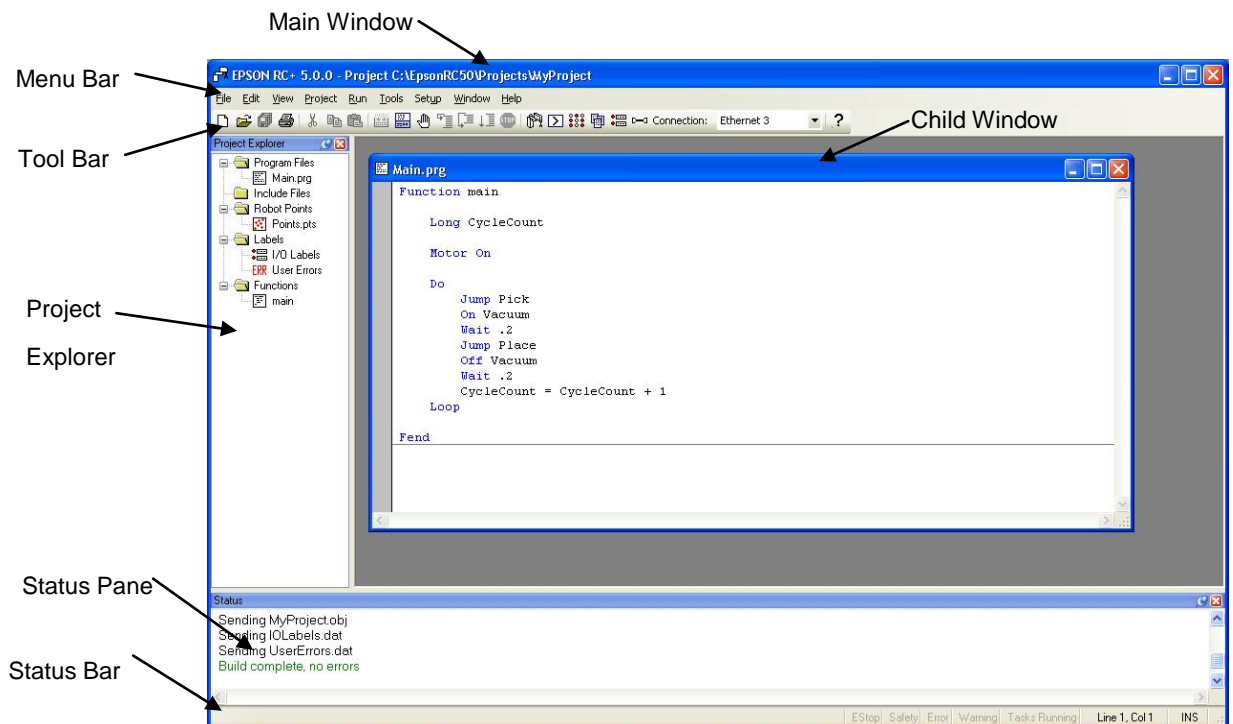 Main Window
Menu Bar
EPSON RC+ 5.0.0 - Project C:\EpsonRC50\Projects\MyProject
File Edit View Project Run Tools Setup Window Help
Connection: Ethernet 3 ?
Child Window
Tool Bar
Project Explorer
Program Files
Main.prg
Include Files
Robot Points
Points.pts
Labels
I/O Labels
ERR User Errors
Functions
main
Main.prg
Function main
Long CycleCount
Motor On
Do
Jump Pick
On Vacuum
Wait .2
Jump Place
Off Vacuum
Wait .2
CycleCount = CycleCount + 1
Loop
Fend
Project
Explorer
Status Pane
Status
Sending MyProject.obj
Sending IOLabels.dat
Sending UserErrors.dat
Build complete, no errors
Status Bar
EStop Safety Error Warning Tasks Running Line 1, Col 1 INS